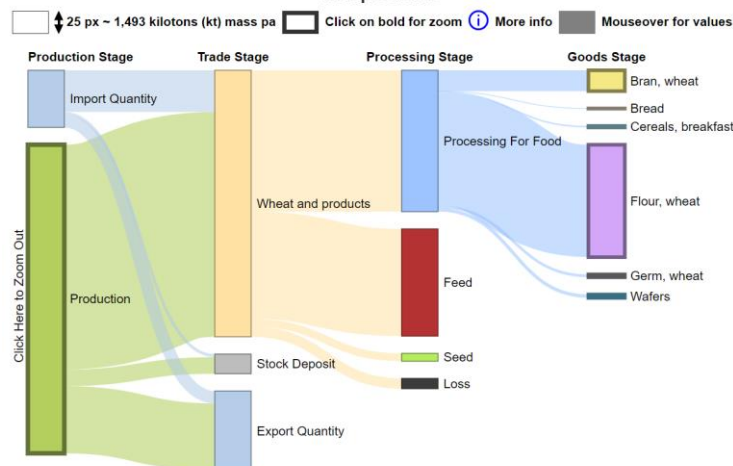 25 px ~ 1,493 kilotons (kt) mass pa
Click on bold for zoom
More info
Mouseover for values
Production Stage
Trade Stage
Processing Stage
Goods Stage
Import Quantity
Bran, wheat
Bread
Cereals, breakfast
Processing For Food
Wheat and products
Flour, wheat
Click Here to Zoom Out
Production
Feed
Germ, wheat
Wafers
Stock Deposit
Seed
Loss
Export Quantity